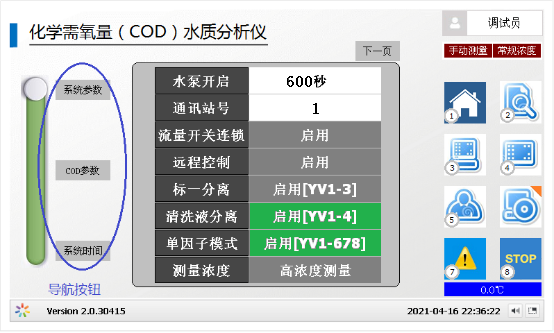 化学需氧量（COD）水质分析仪
调试员
下一页
手动测量 常规浓度
系统参数
COD参数
系统时间
导航按钮
水泵开启 600秒
通讯站号 1
流量开关连锁 启用
远程控制 启用
标一分离 启用[YV1-3]
清洗液分离 启用[YV1-4]
单因子模式 启用[YV1-678]
测量浓度 高浓度测量
1
2
3
4
5
7
STOP
8
0.0℃
Version 2.0.30415
2021-04-16 22:36:22